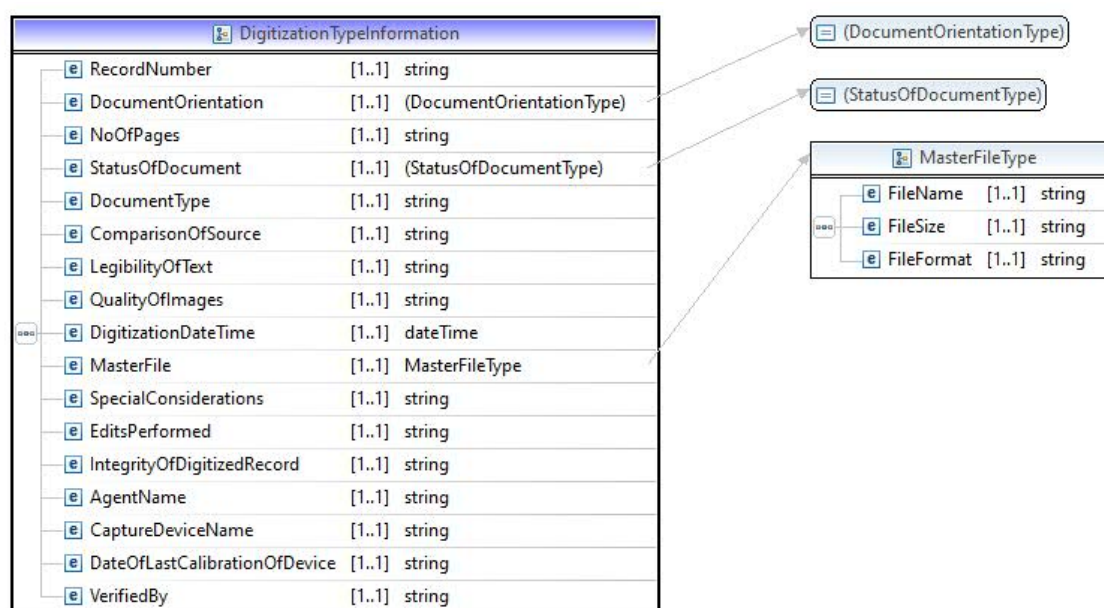 DigitizationTypeInformation
RecordNumber [1..1] string
DocumentOrientation [1..1] (DocumentOrientationType)
NoOfPages [1..1] string
StatusOfDocument [1..1] (StatusOfDocumentType)
DocumentType [1..1] string
ComparisonOfSource [1..1] string
LegibilityOfText [1..1] string
QualityOfImages [1..1] string
DigitizationDateTime [1..1] dateTime
MasterFile [1..1] MasterFileType
SpecialConsiderations [1..1] string
EditsPerformed [1..1] string
IntegrityOfDigitizedRecord [1..1] string
AgentName [1..1] string
CaptureDeviceName [1..1] string
DateOfLastCalibrationOfDevice [1..1] string
VerifiedBy [1..1] string
(DocumentOrientationType)
(StatusOfDocumentType)
MasterFileType
FileName [1..1] string
FileSize [1..1] string
FileFormat [1..1] string